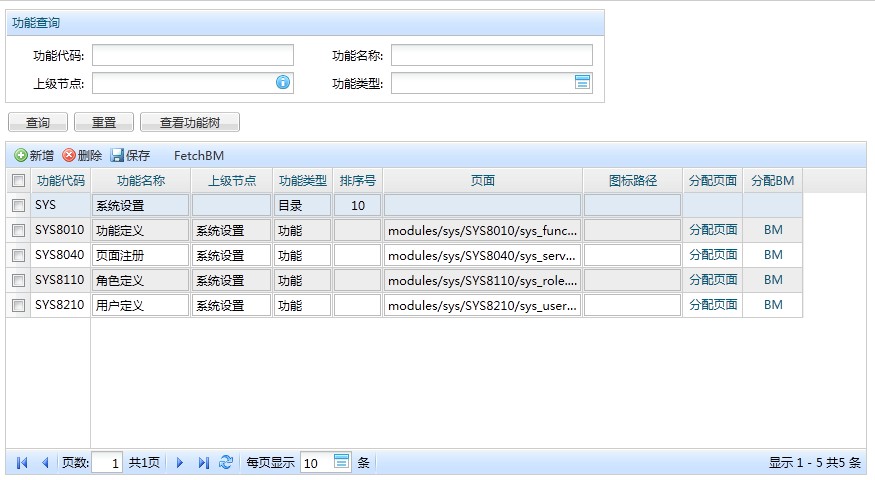 功能查询
功能代码: 功能名称:
上级节点: 功能类型:
查询 重置 查看功能树
新增 删除 保存 FetchBM
功能代码 功能名称 上级节点 功能类型 排序号 页面 图标路径 分配页面 分配BM
SYS 系统设置 目录 10
SYS8010 功能定义 系统设置 功能 modules/sys/SYS8010/sys_func... 分配页面 BM
SYS8040 页面注册 系统设置 功能 modules/sys/SYS8040/sys_serv... 分配页面 BM
SYS8110 角色定义 系统设置 功能 modules/sys/SYS8110/sys_role.... 分配页面 BM
SYS8210 用户定义 系统设置 功能 modules/sys/SYS8210/sys_user... 分配页面 BM
页数: 1 共1页 每页显示 10 条 显示 1 - 5 共5 条